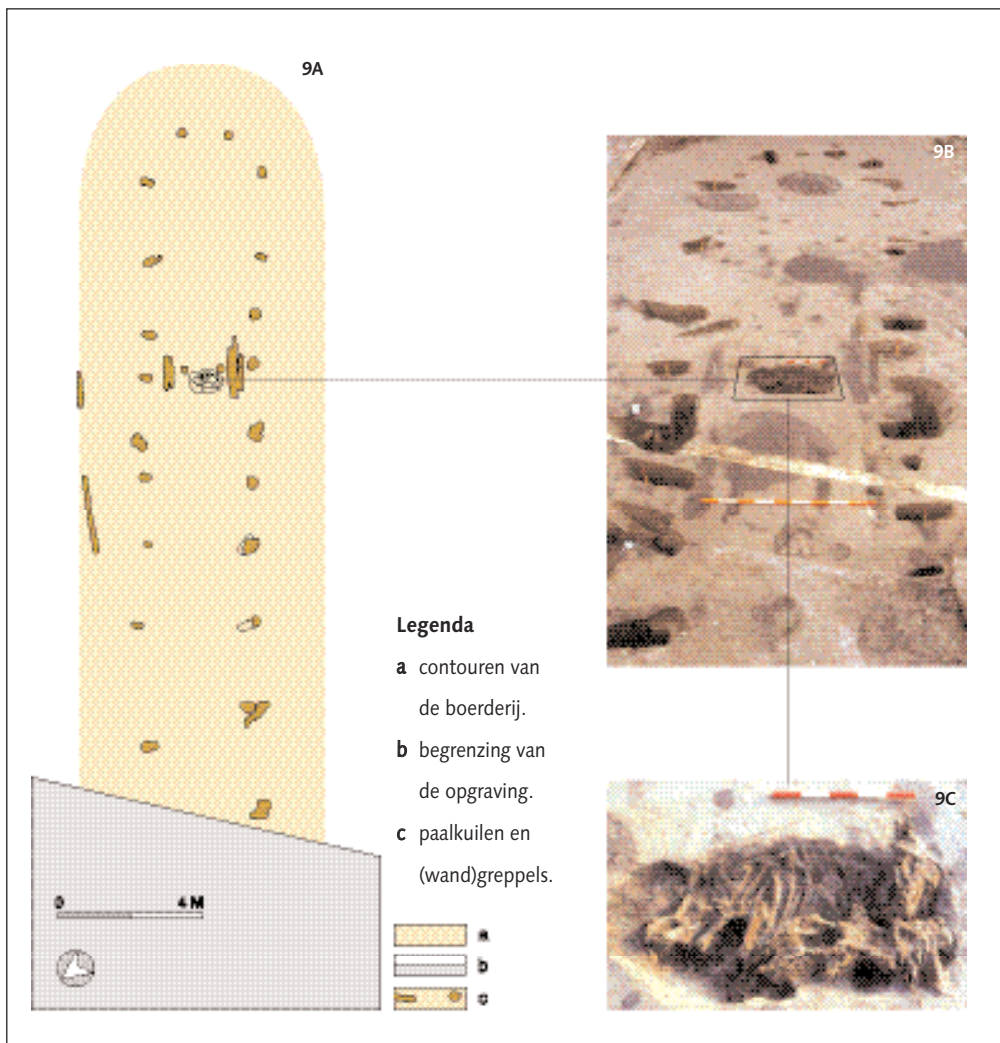 9A
9B
Legenda
a contouren van
de boerderij.
b begrenzing van
de opgraving.
c paalkuilen en
(wand)greppels.
9C
0 4 M
a
b
c